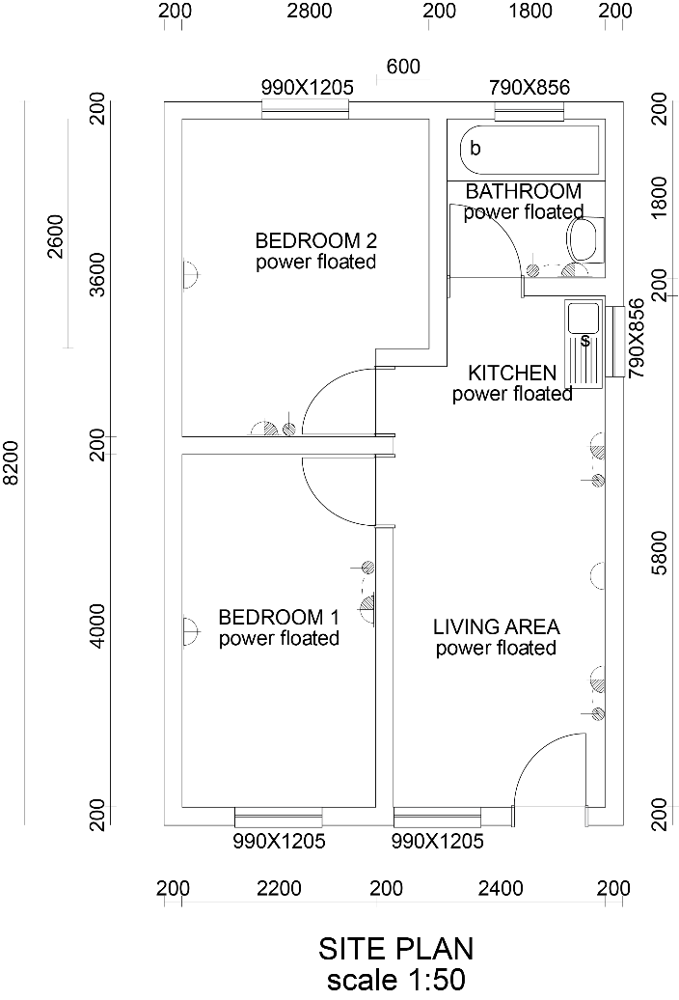 200 2800 200 1800 200
600
990X1205 790X856
200
200
b
BATHROOM
power floated
1800
2600
BEDROOM 2
power floated
3600
200
790X856
s
KITCHEN
power floated
200
8200
5800
4000
BEDROOM 1
power floated
LIVING AREA
power floated
200
200
990X1205 990X1205
200 2200 200 2400 200
SITE PLAN
scale 1:50